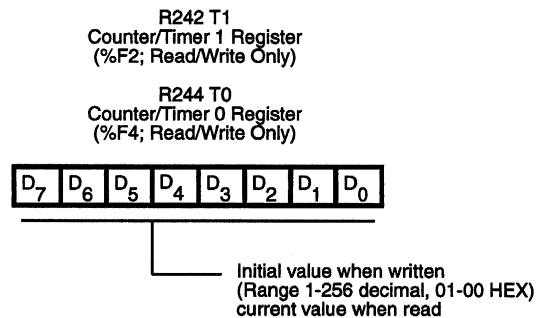 R242 T1
Counter/Timer 1 Register
(%F2; Read/Write Only)
R244 T0
Counter/Timer 0 Register
(%F4; Read/Write Only)
D7 D6 D5 D4 D3 D2 D1 D0
Initial value when written
(Range 1-256 decimal, 01-00 HEX)
current value when read